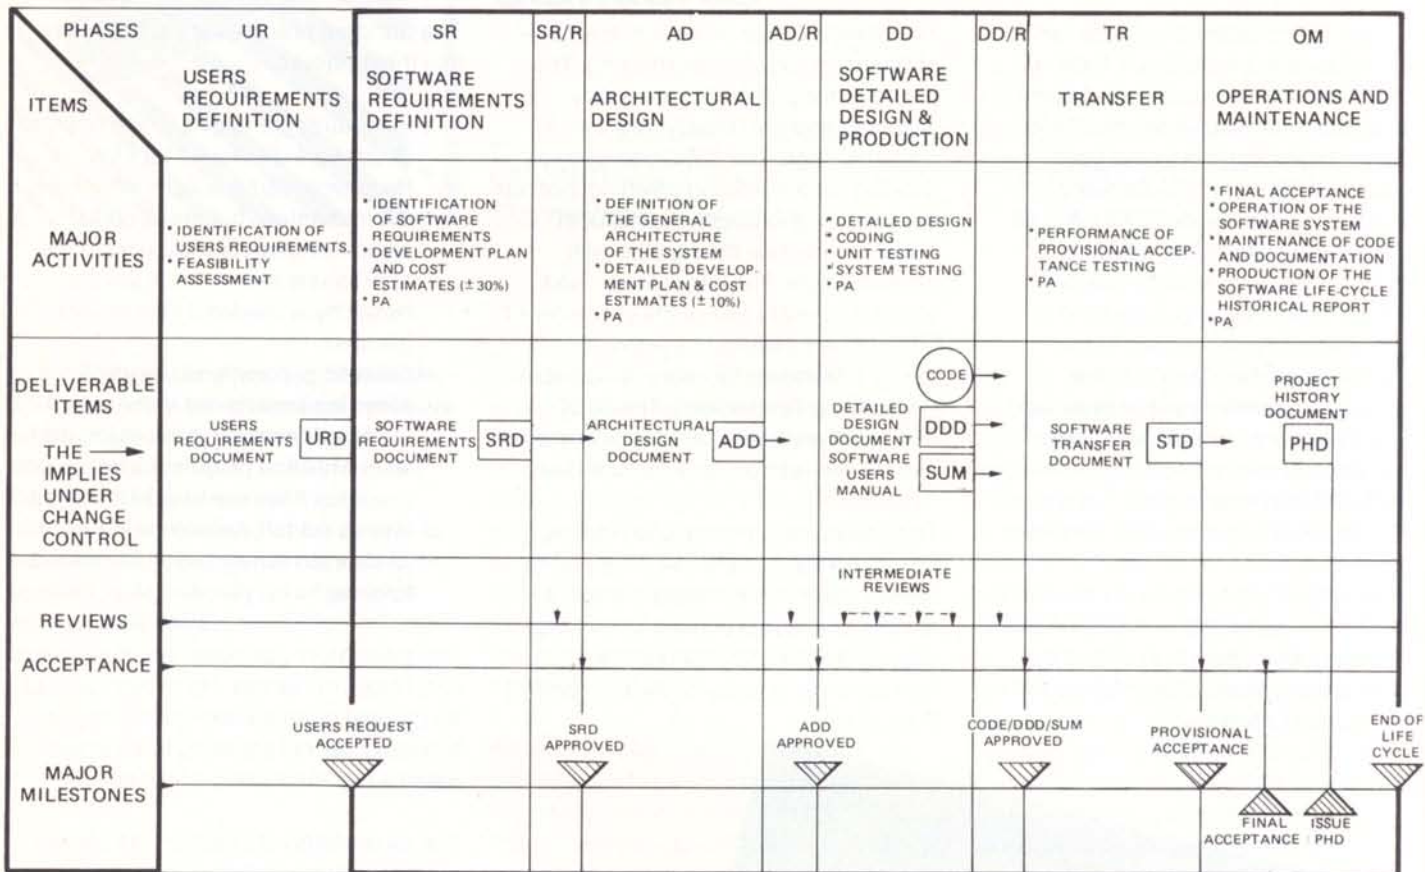 PHASES
UR
SR
SR/R
AD
AD/R
DD
DD/R
TR
OM
ITEMS
USERS
REQUIREMENTS
DEFINITION
SOFTWARE
REQUIREMENTS
DEFINITION
ARCHITECTURAL
DESIGN
SOFTWARE
DETAILED
DESIGN &
PRODUCTION
TRANSFER
OPERATIONS AND
MAINTENANCE
MAJOR
ACTIVITIES
* IDENTIFICATION OF
USERS REQUIREMENTS
* FEASIBILITY
ASSESSMENT
* IDENTIFICATION
OF SOFTWARE
REQUIREMENTS
* DEVELOPMENT PLAN
AND COST
ESTIMATES (± 30%)
* PA
* DEFINITION OF
THE GENERAL
ARCHITECTURE
OF THE SYSTEM
* DETAILED DEVELOP-
MENT PLAN & COST
ESTIMATES (± 10%)
* PA
* DETAILED DESIGN
* CODING
* UNIT TESTING
* SYSTEM TESTING
* PA
* PERFORMANCE OF
PROVISIONAL ACCEP-
TANCE TESTING
* PA
* FINAL ACCEPTANCE
* OPERATION OF THE
SOFTWARE SYSTEM
* MAINTENANCE OF CODE
AND DOCUMENTATION
* PRODUCTION OF THE
SOFTWARE LIFE-CYCLE
HISTORICAL REPORT
*PA
DELIVERABLE
ITEMS
THE
IMPLIES
UNDER
CHANGE
CONTROL
USERS
REQUIREMENTS
DOCUMENT
URD
SOFTWARE
REQUIREMENTS
DOCUMENT
SRD
ARCHITECTURAL
DESIGN
DOCUMENT
ADD
CODE
DETAILED
DESIGN
DOCUMENT
DDD
SOFTWARE
USERS
MANUAL
SUM
SOFTWARE
TRANSFER
DOCUMENT
STD
PROJECT
HISTORY
DOCUMENT
PHD
REVIEWS
INTERMEDIATE
REVIEWS
ACCEPTANCE
MAJOR
MILESTONES
USERS REQUEST
ACCEPTED
SRD
APPROVED
ADD
APPROVED
CODE/DDD/SUM
APPROVED
PROVISIONAL
ACCEPTANCE
END OF
LIFE
CYCLE
FINAL
ACCEPTANCE
ISSUE
PHD